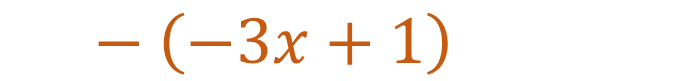 − (−3x + 1)